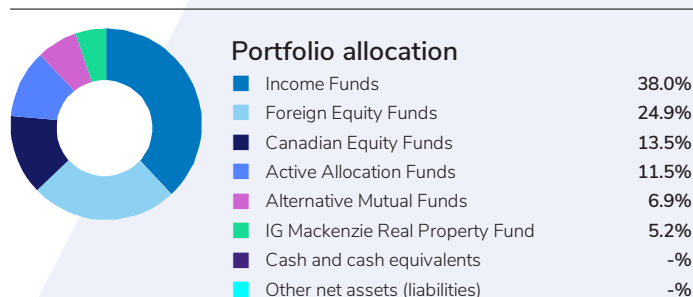 Portfolio allocation
Income Funds 38.0%
Foreign Equity Funds 24.9%
Canadian Equity Funds 13.5%
Active Allocation Funds 11.5%
Alternative Mutual Funds 6.9%
IG Mackenzie Real Property Fund 5.2%
Cash and cash equivalents -%
Other net assets (liabilities) -%